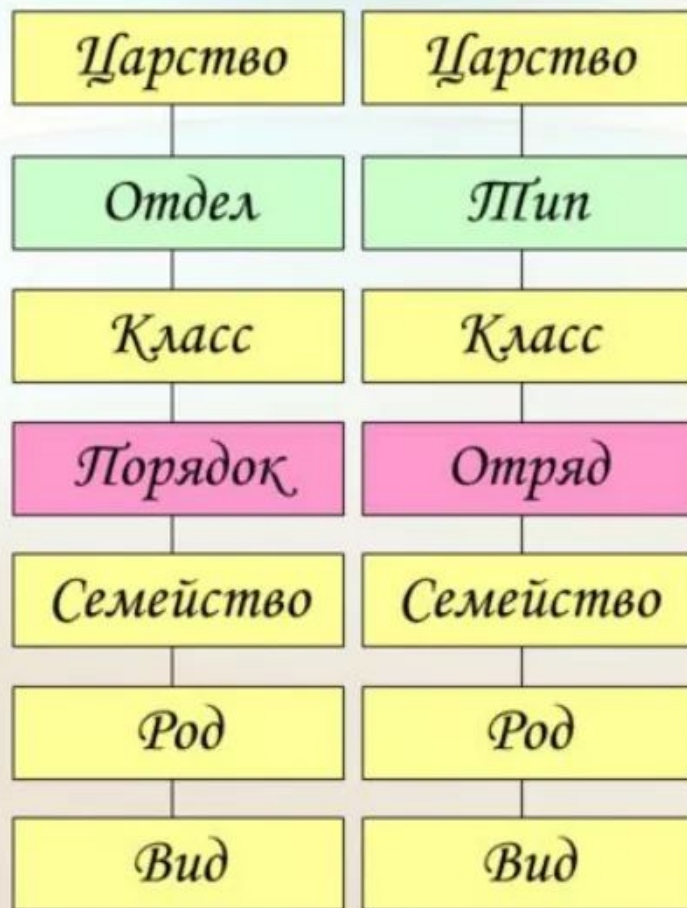 Царство Царство
Отдел Тип
Класс Класс
Порядок Отряд
Семейство Семейство
Род Род
Вид Вид